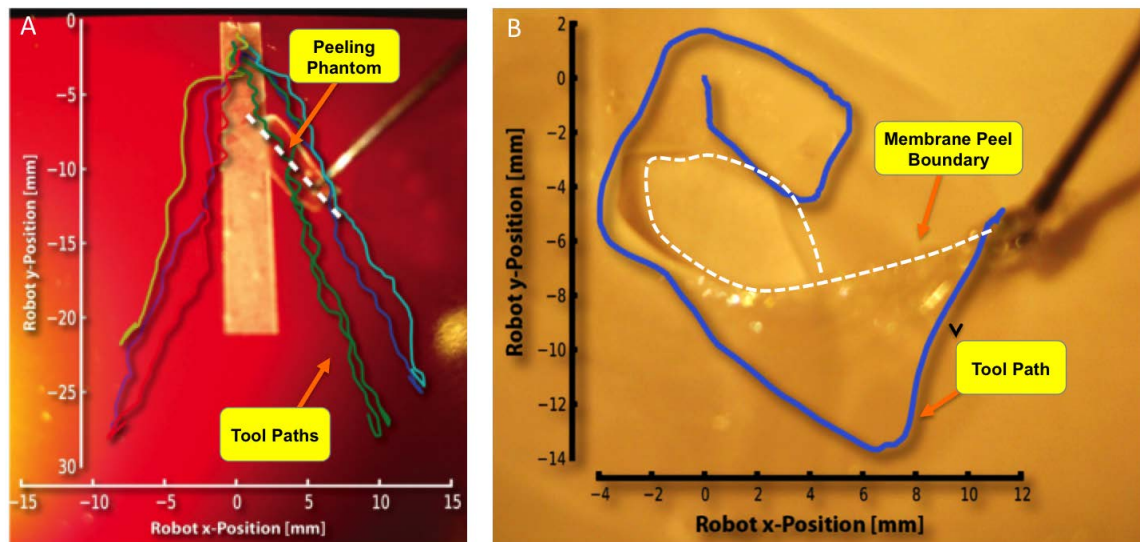 A
0
−5
−10
−15
−20
−25
30
Robot y-Position [mm]
−15
−10
−5
0
5
10
15
Robot x-Position [mm]
Peeling
Phantom
Tool Paths
B
2
0
−2
−4
−6
−8
−10
−12
−14
Robot y-Position [mm]
−4
−2
0
2
4
6
8
10
12
Robot x-Position [mm]
Membrane Peel
Boundary
Tool Path